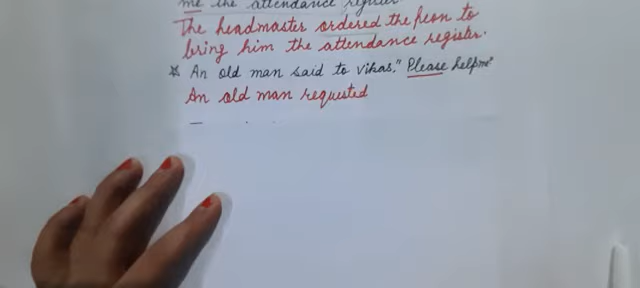 me the attendance register
The headmaster ordered the peon to
bring him the attendance register.
☆ An old man said to Vikas," Please help me"
An old man requested